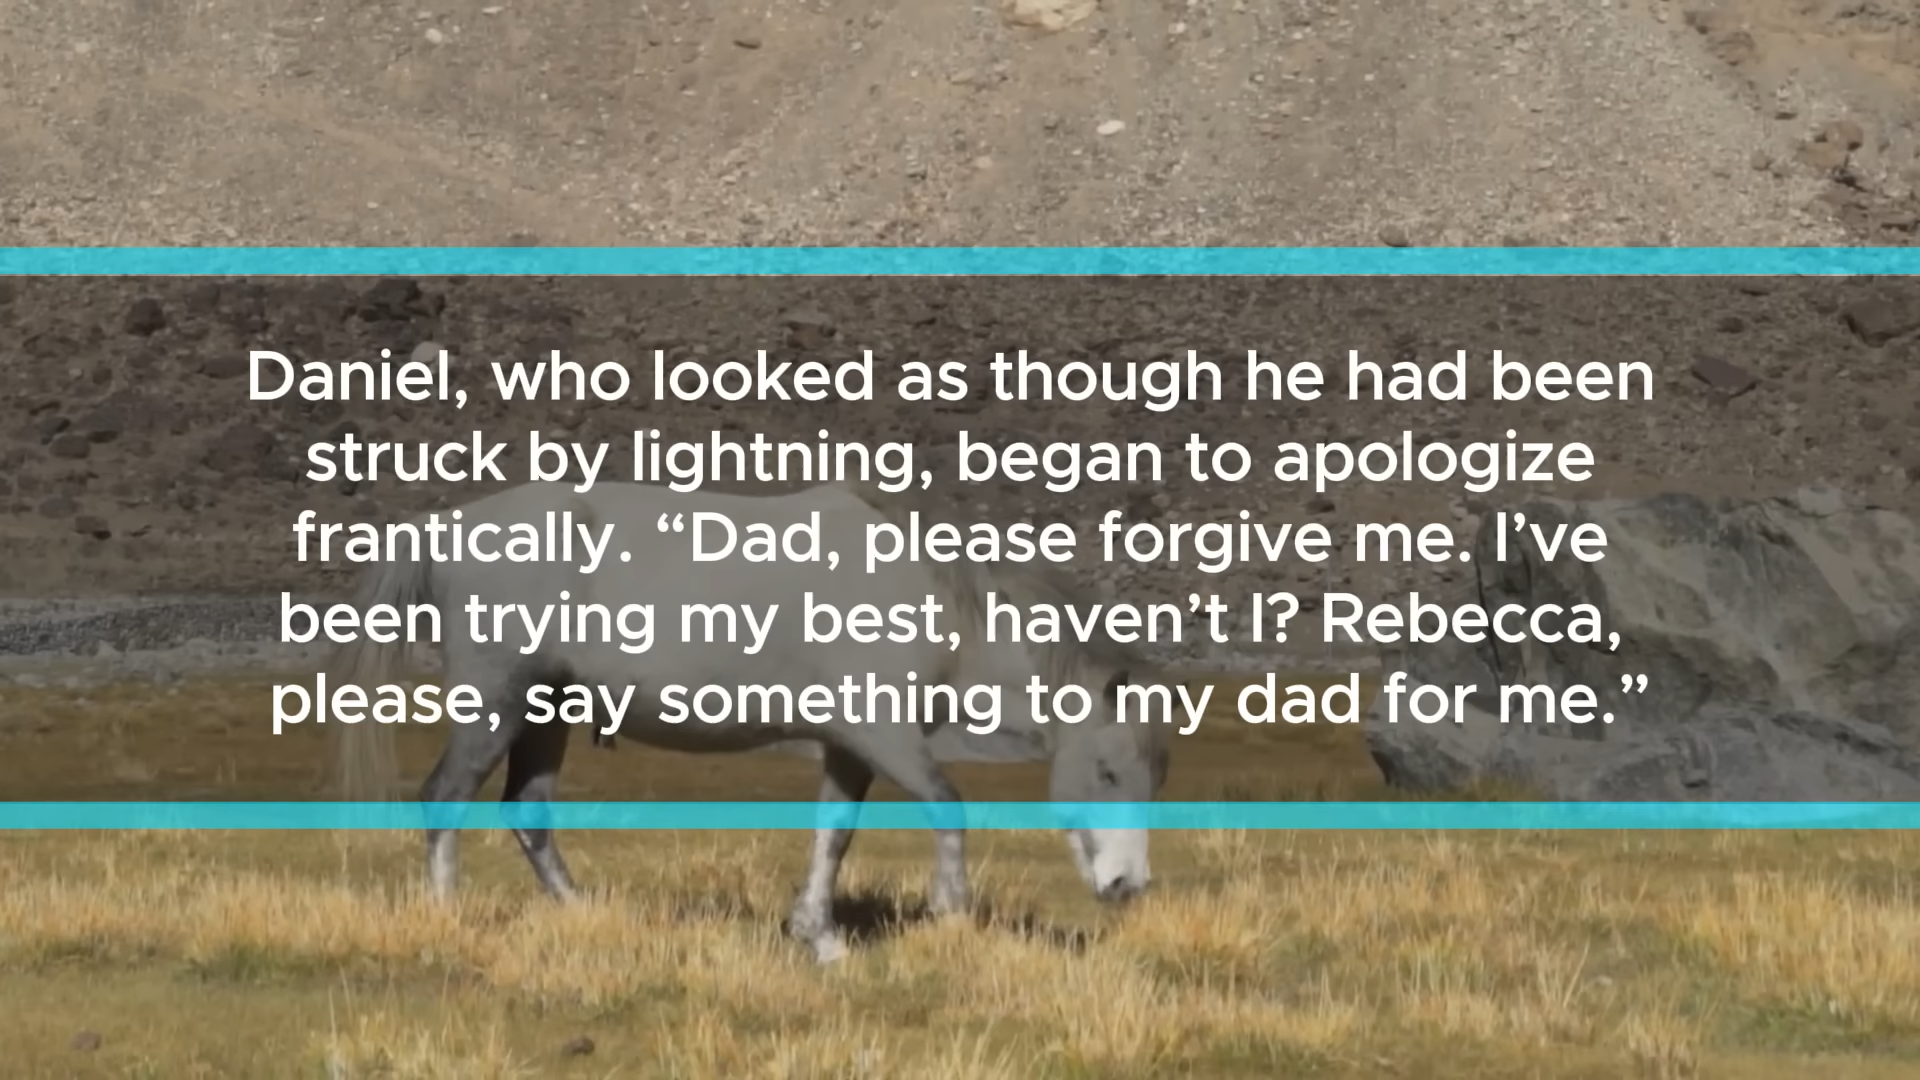 Daniel, who looked as though he had been
struck by lightning, began to apologize
frantically. “Dad, please forgive me. I’ve
been trying my best, haven’t I? Rebecca,
please, say something to my dad for me.”